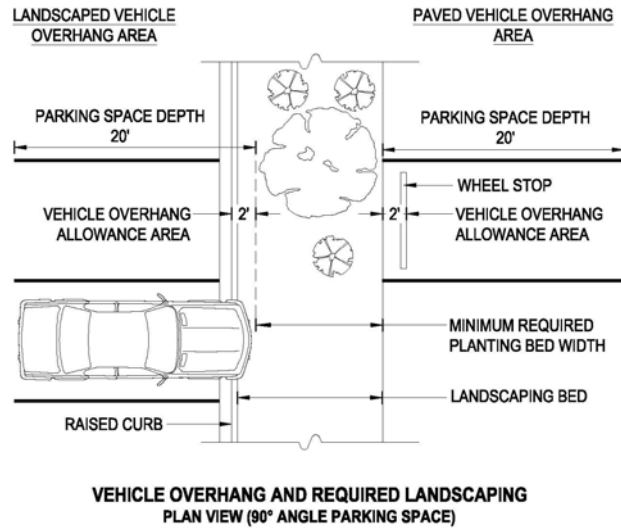 LANDSCAPED VEHICLE
OVERHANG AREA
PAVED VEHICLE OVERHANG
AREA
PARKING SPACE DEPTH
20'
PARKING SPACE DEPTH
20'
WHEEL STOP
VEHICLE OVERHANG
ALLOWANCE AREA
2'
2'
VEHICLE OVERHANG
ALLOWANCE AREA
MINIMUM REQUIRED
PLANTING BED WIDTH
LANDSCAPING BED
RAISED CURB
VEHICLE OVERHANG AND REQUIRED LANDSCAPING
PLAN VIEW (90° ANGLE PARKING SPACE)